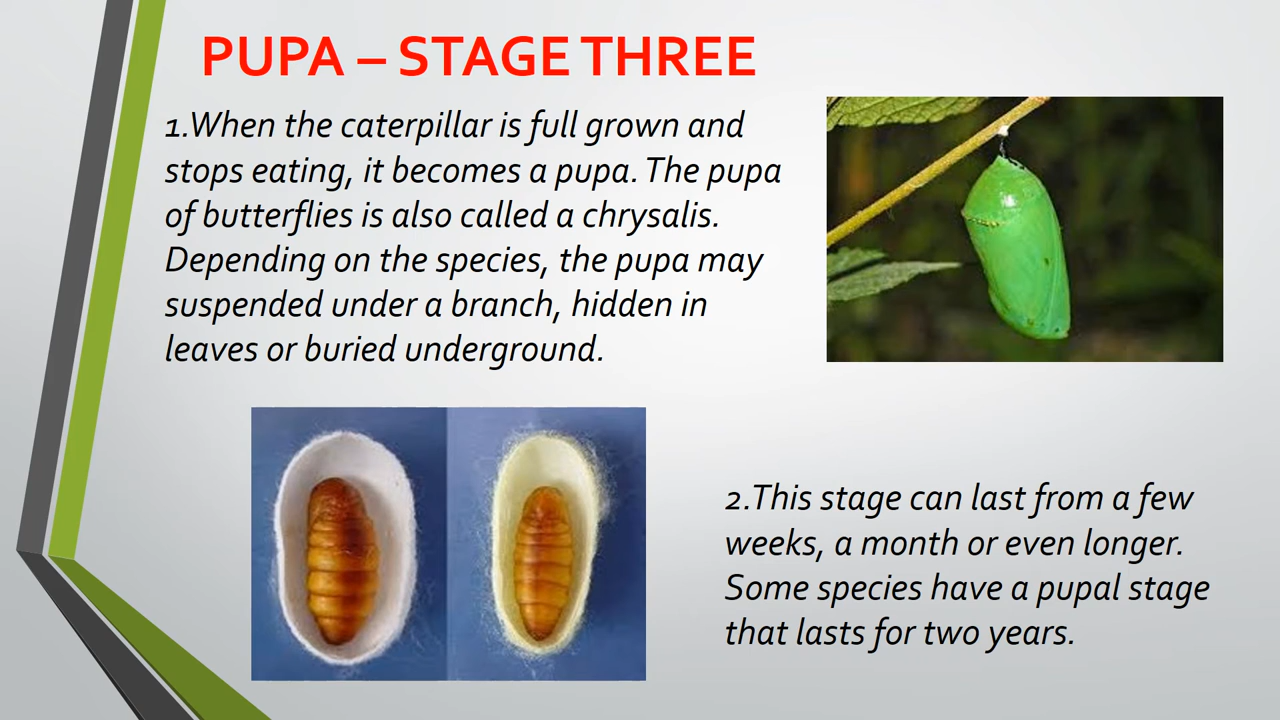 PUPA – STAGE THREE
1.When the caterpillar is full grown and
stops eating, it becomes a pupa. The pupa
of butterflies is also called a chrysalis.
Depending on the species, the pupa may
suspended under a branch, hidden in
leaves or buried underground.
2.This stage can last from a few
weeks, a month or even longer.
Some species have a pupal stage
that lasts for two years.